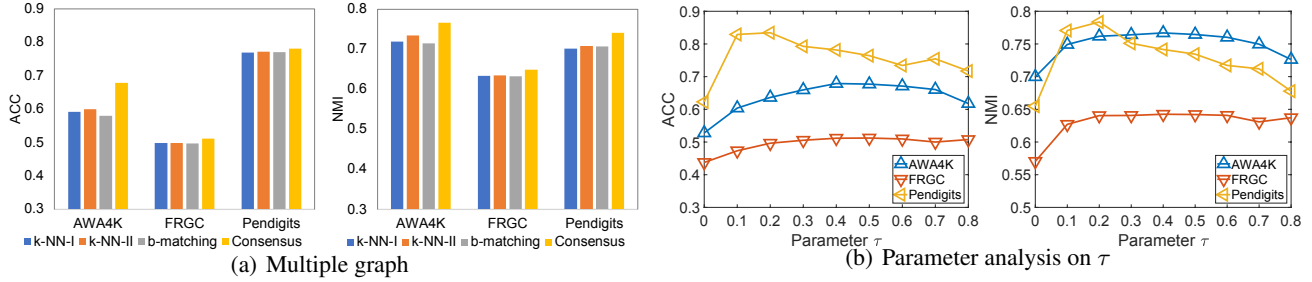 0.9
0.8
0.7
0.6
0.5
0.4
0.3
ACC
AWA4K FRGC Pendigits
k-NN-I k-NN-II b-matching Consensus
0.8
0.7
0.6
0.5
0.4
0.3
NMI
AWA4K FRGC Pendigits
k-NN-I k-NN-II b-matching Consensus
(a) Multiple graph
0.9
0.8
0.7
0.6
0.5
0.4
0.3
ACC
AWA4K
FRGC
Pendigits
0 0.1 0.2 0.3 0.4 0.5 0.6 0.7 0.8
Parameter τ
0.8
0.75
0.7
0.65
0.6
0.55
0.5
NMI
AWA4K
FRGC
Pendigits
0 0.1 0.2 0.3 0.4 0.5 0.6 0.7 0.8
Parameter τ
(b) Parameter analysis on τ